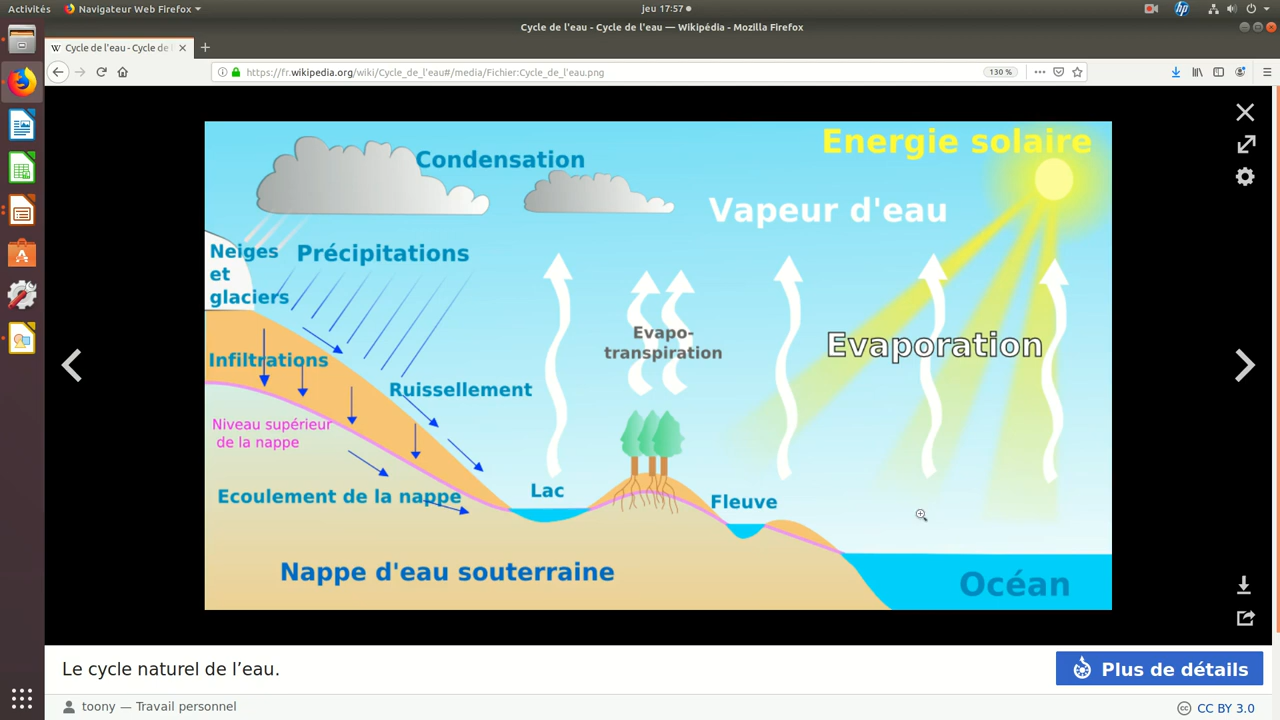 Activités
Navigateur Web Firefox
jeu 17:57
Cycle de l'eau - Cycle de l'eau — Wikipédia - Mozilla Firefox
W Cycle de l'eau - Cycle de l
https://fr.wikipedia.org/wiki/Cycle_de_l'eau#/media/Fichier:Cycle_de_l'eau.png
130 %
Energie solaire
Condensation
Vapeur d'eau
Neiges
et
glaciers
Précipitations
Evapo-
transpiration
Evaporation
Infiltrations
Ruissellement
Niveau supérieur
de la nappe
Ecoulement de la nappe
Lac
Fleuve
Nappe d'eau souterraine
Océan
Le cycle naturel de l’eau.
Plus de détails
toony — Travail personnel
CC BY 3.0